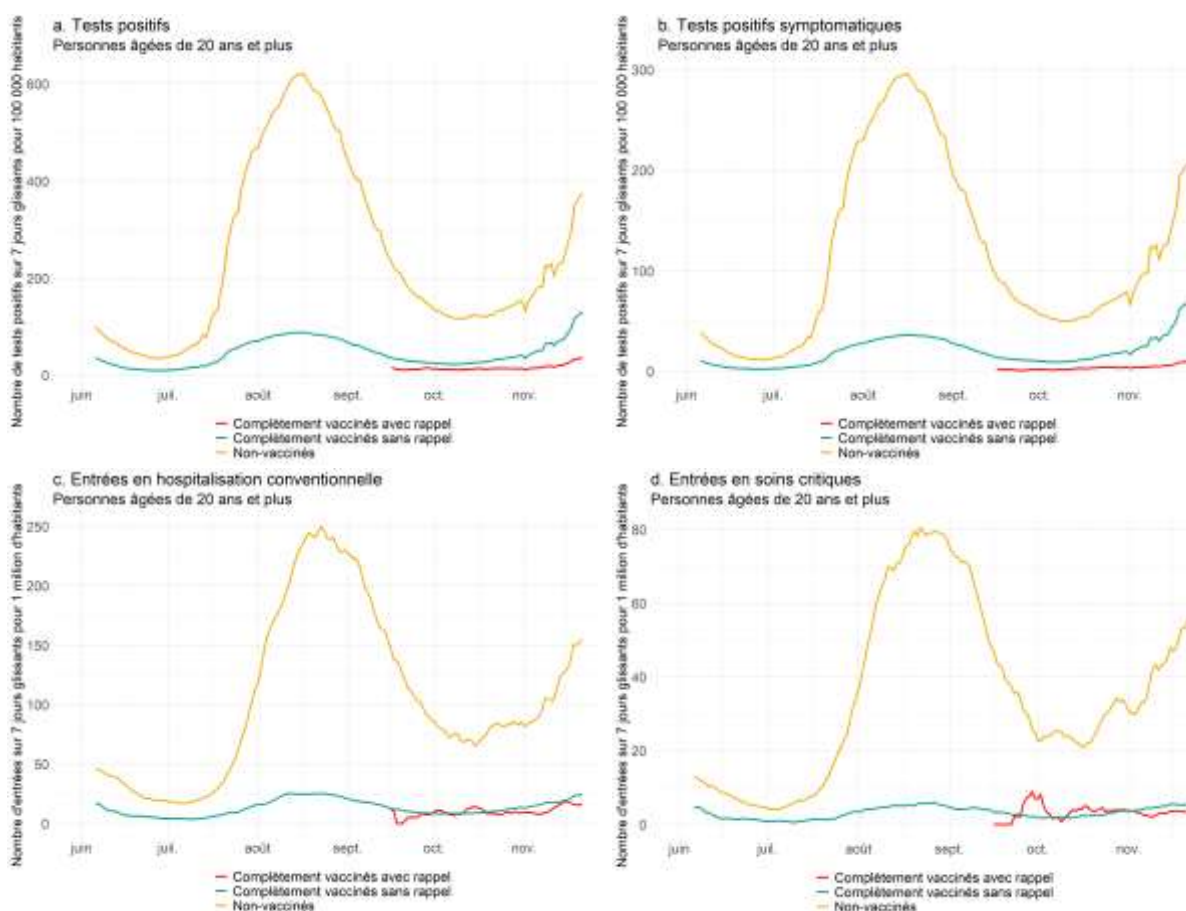 a. Tests positifs
Personnes âgées de 20 ans et plus
Nombre de tests positifs sur 7 jours glissants pour 100 000 habitants
600
400
200
0
juin
juil.
août
sept.
oct.
nov.
Complètement vaccinés avec rappel
Complètement vaccinés sans rappel
Non-vaccinés
b. Tests positifs symptomatiques
Personnes âgées de 20 ans et plus
Nombre de tests positifs sur 7 jours glissants pour 100 000 habitants
300
200
100
0
juin
juil.
août
sept.
oct.
nov.
Complètement vaccinés avec rappel
Complètement vaccinés sans rappel
Non-vaccinés
c. Entrées en hospitalisation conventionnelle
Personnes âgées de 20 ans et plus
Nombre d'entrées sur 7 jours glissants pour 1 million d'habitants
250
200
150
100
50
0
juin
juil.
août
sept.
oct.
nov.
Complètement vaccinés avec rappel
Complètement vaccinés sans rappel
Non-vaccinés
d. Entrées en soins critiques
Personnes âgées de 20 ans et plus
Nombre d'entrées sur 7 jours glissants pour 1 million d'habitants
80
60
40
20
0
juin
juil.
août
sept.
oct.
nov.
Complètement vaccinés avec rappel
Complètement vaccinés sans rappel
Non-vaccinés